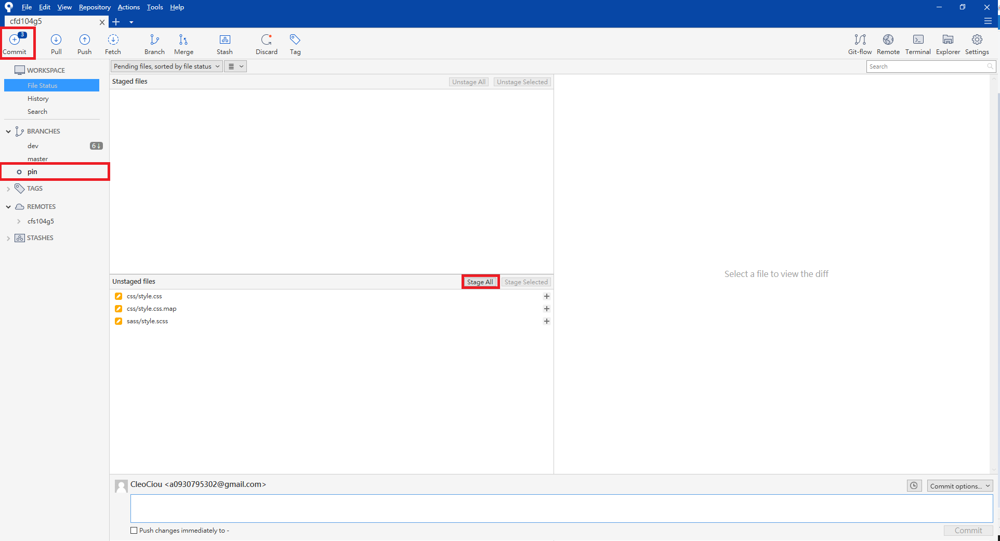 File Edit View Repository Actions Tools Help
cfd104g5
3
Commit Pull Push Fetch Branch Merge Stash Discard Tag Git-flow Remote Terminal Explorer Settings
WORKSPACE
Pending files, sorted by file status
Search
File Status
History
Search
BRANCHES
dev 6↓
master
pin
TAGS
REMOTES
cfs104g5
STASHES
Staged files Unstage All Unstage Selected
Unstaged files Stage All Stage Selected
css/style.css
css/style.css.map
sass/style.scss
Select a file to view the diff
CleoCiou <a0930795302@gmail.com>
Commit options...
Push changes immediately to -
Commit